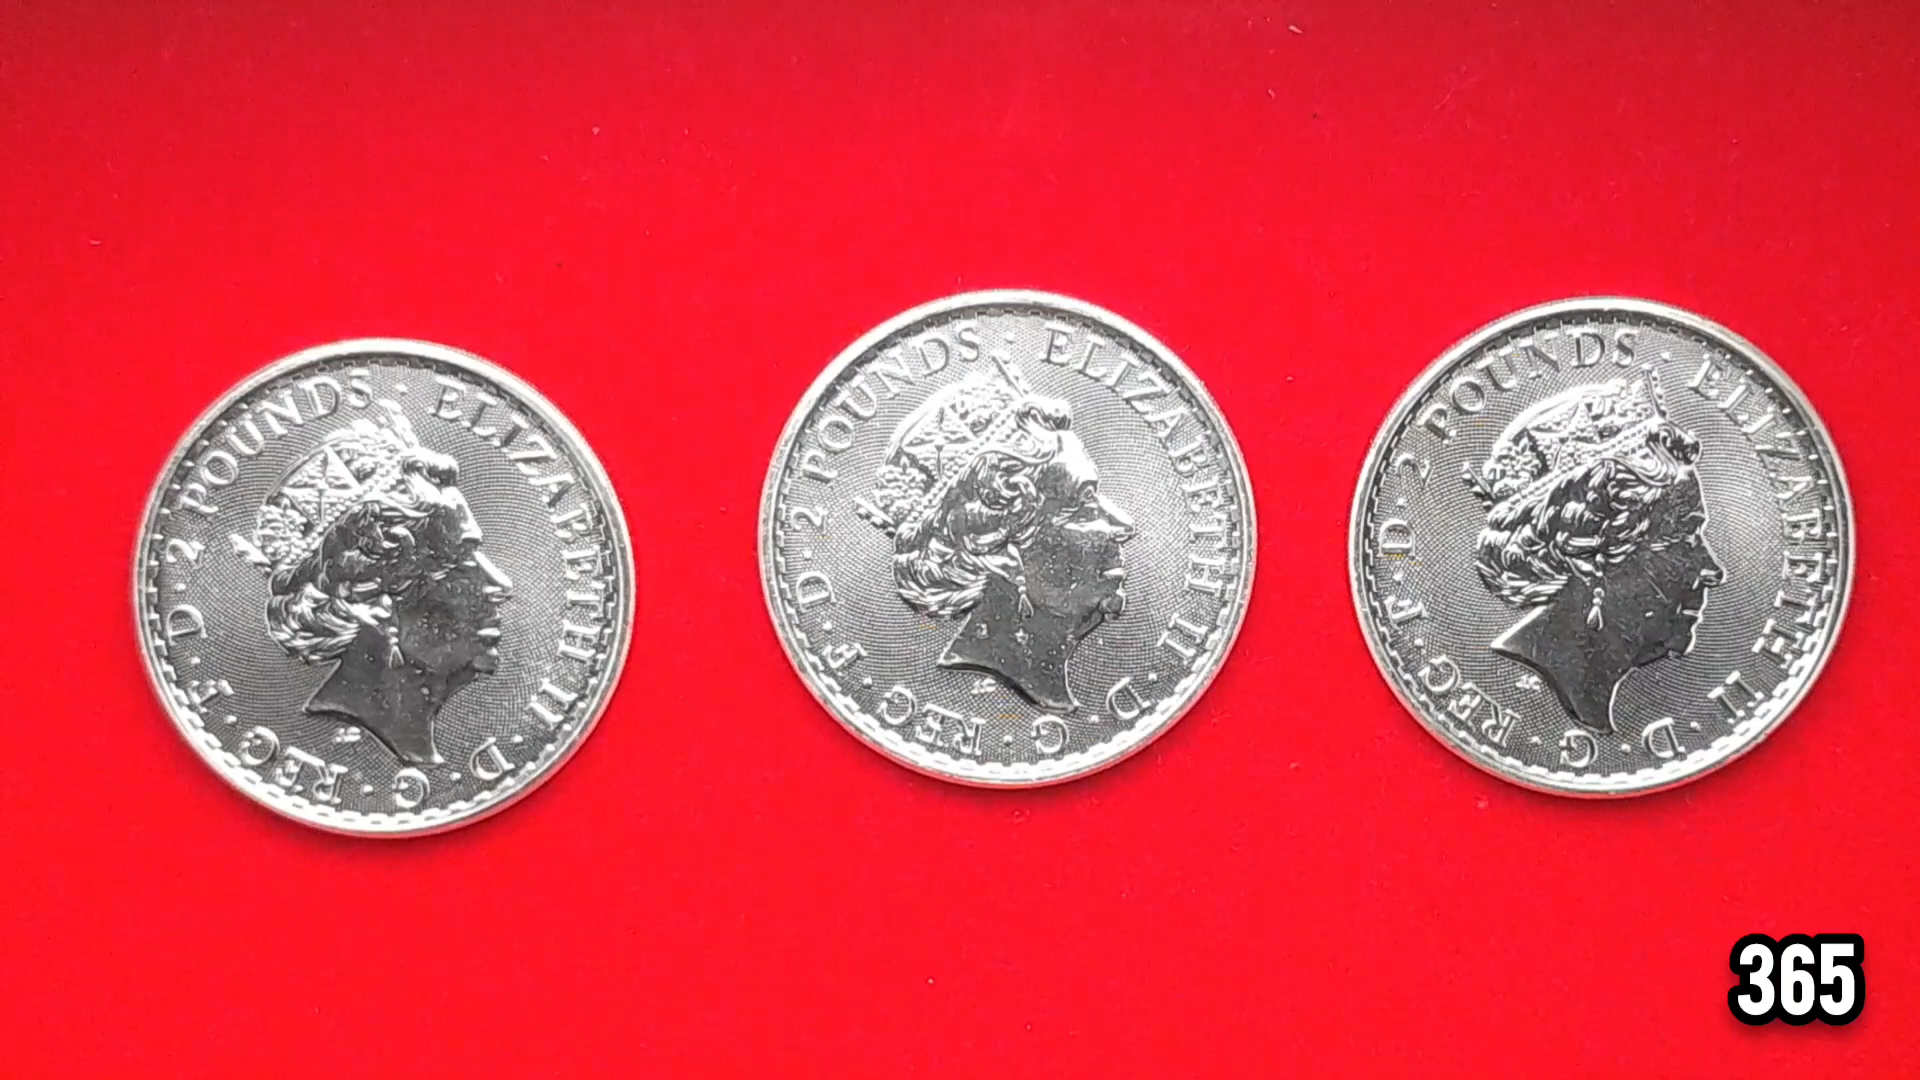 2 POUNDS · ELIZABETH II · D · G · REG · F · D ·
2 POUNDS · ELIZABETH II · D · G · REG · F · D ·
2 POUNDS · ELIZABETH II · D · G · REG · F · D ·
365